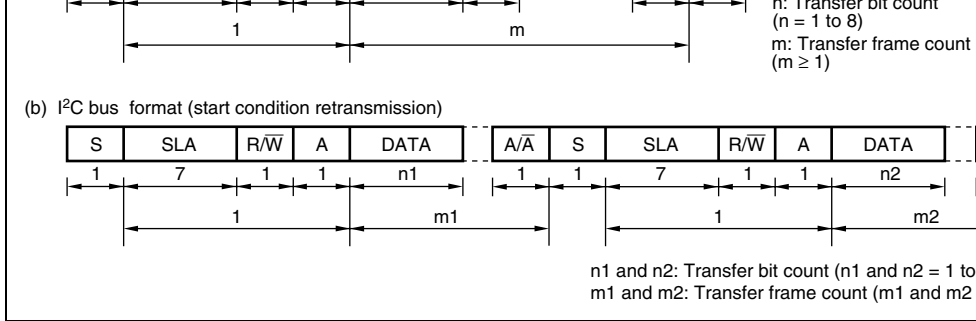 n: Transfer bit count
(n = 1 to 8)
1 m
m: Transfer frame count
(m ≥ 1)
(b) I²C bus format (start condition retransmission)
S SLA R/W̅ A DATA A/A̅ S SLA R/W̅ A DATA
1 7 1 1 n1 1 1 7 1 1 n2
1 m1 1 m2
n1 and n2: Transfer bit count (n1 and n2 = 1 to
m1 and m2: Transfer frame count (m1 and m2